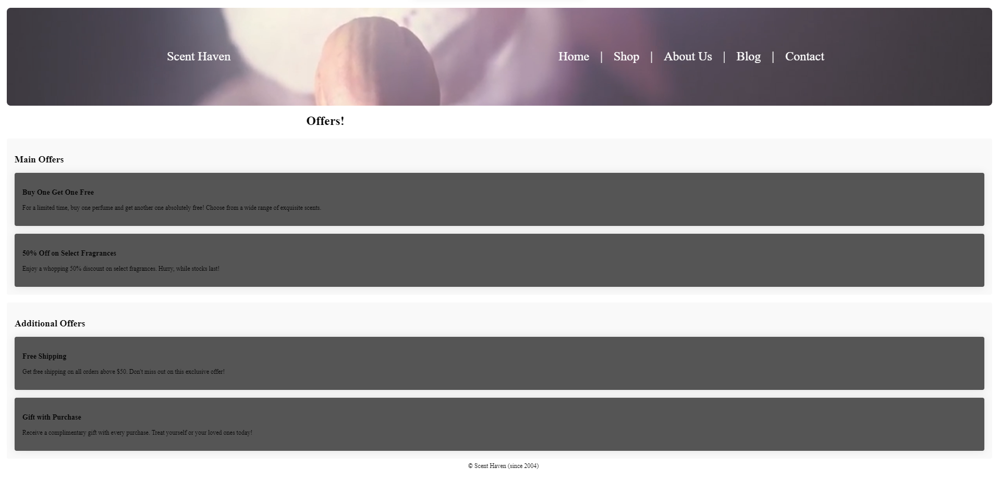 Scent Haven
Home | Shop | About Us | Blog | Contact
Offers!
Main Offers
Buy One Get One Free
For a limited time, buy one perfume and get another one absolutely free! Choose from a wide range of exquisite scents.
50% Off on Select Fragrances
Enjoy a whopping 50% discount on select fragrances. Hurry, while stocks last!
Additional Offers
Free Shipping
Get free shipping on all orders above $50. Don't miss out on this exclusive offer!
Gift with Purchase
Receive a complimentary gift with every purchase. Treat yourself or your loved ones today!
© Scent Haven (since 2004)